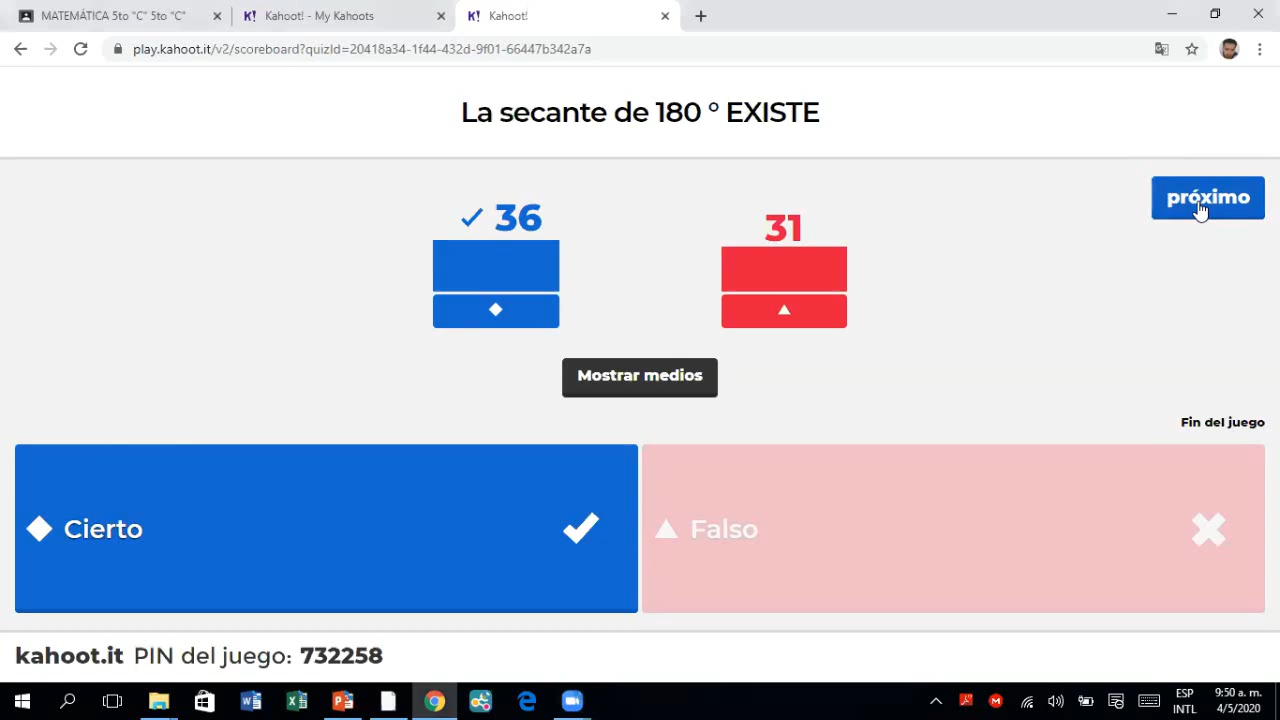 MATEMÁTICA 5to "C" 5to "C"
K! Kahoot! - My Kahoots
K! Kahoot!
play.kahoot.it/v2/scoreboard?quizId=20418a34-1f44-432d-9f01-66447b342a7a
La secante de 180 ° EXISTE
próximo
36
31
Mostrar medios
Fin del juego
Cierto
Falso
kahoot.it PIN del juego: 732258
ESP
INTL
9:50 a. m.
4/5/2020